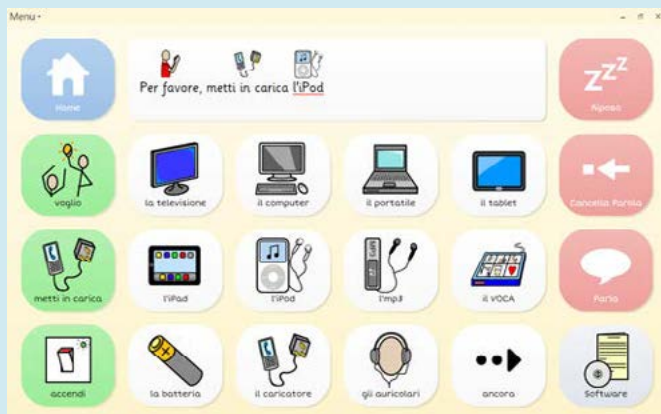 Menu
Per favore, metti in carica l'iPod
Home
zzz
Riposo
voglio
la televisione
il computer
il portatile
il tablet
Cancella Parola
metti in carica
l'iPad
l'iPod
l'mp3
il VOCA
Parla
accendi
la batteria
il caricatore
gli auricolari
ancora
Software